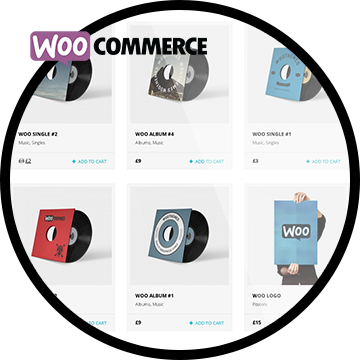 WOO COMMERCE
WOO SINGLE #2
Music, Singles
£3 £2
+ ADD TO CART
WOO ALBUM #4
Albums, Music
£9
+ ADD TO CART
WOO SINGLE #1
Music, Singles
£3
+ ADD TO CART
#1
+ ADD TO CART
WOO ALBUM #1
Albums, Music
£9
+ ADD TO CART
WOO
WOO LOGO
Posters
£15